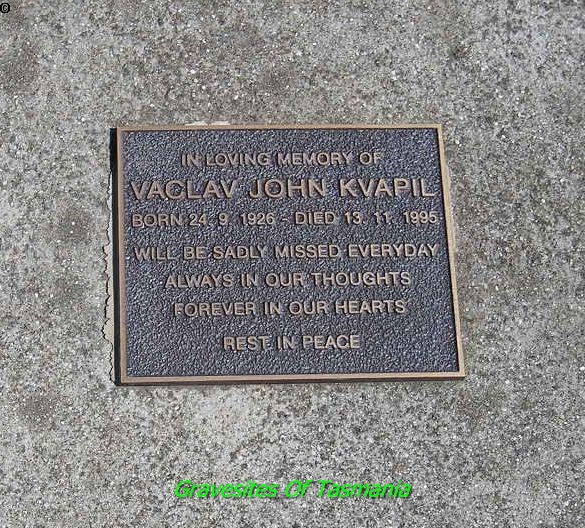 ©
IN LOVING MEMORY OF
VACLAV JOHN KVAPIL
BORN 24 9 1926 - DIED 13. 11. 1995
WILL BE SADLY MISSED EVERYDAY
ALWAYS IN OUR THOUGHTS
FOREVER IN OUR HEARTS
REST IN PEACE
Gravesites Of Tasmania